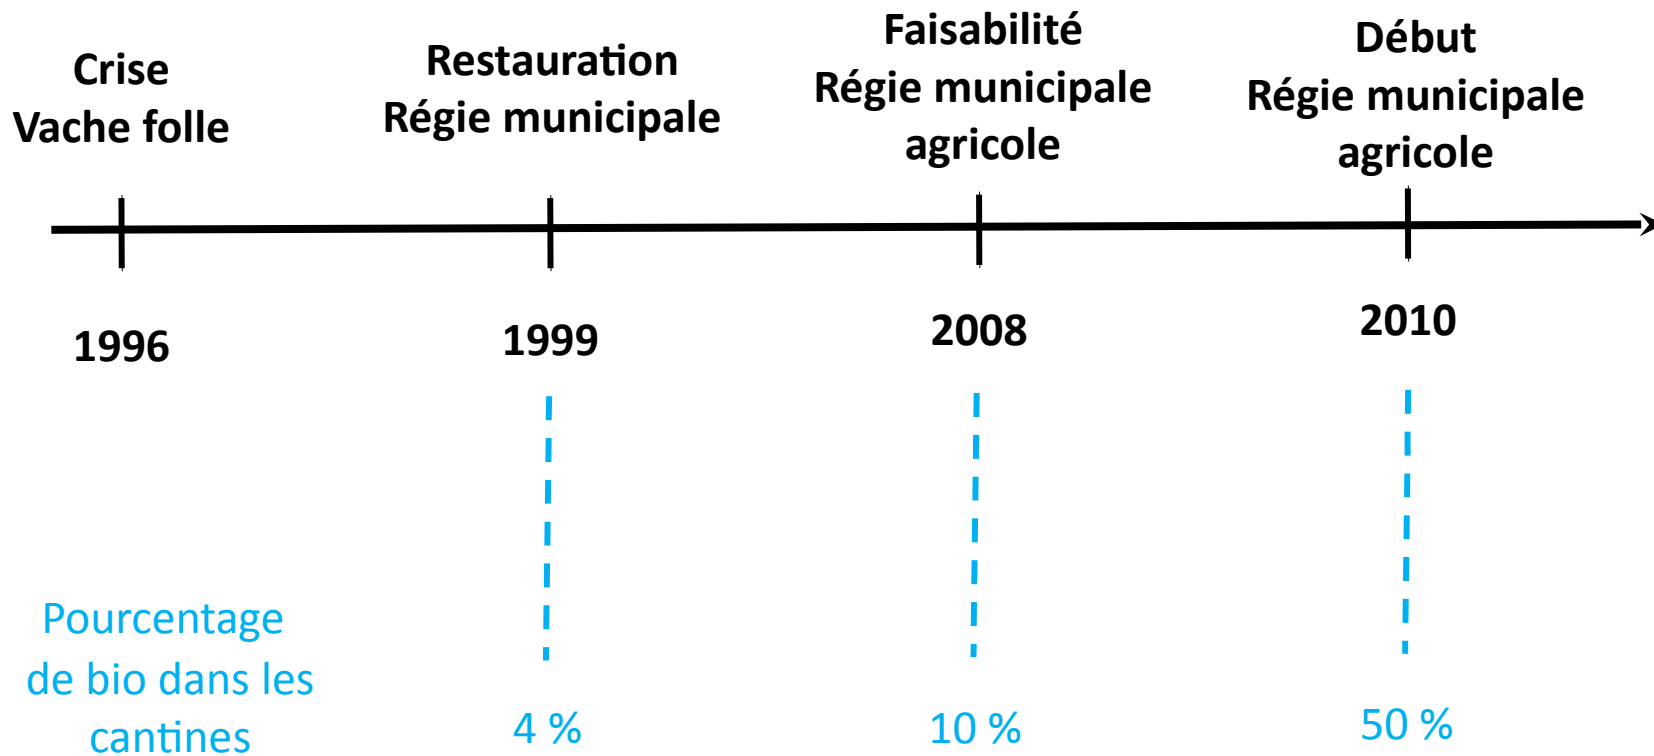 Crise
Vache folle
Restauration
Régie municipale
Faisabilité
Régie municipale
agricole
Début
Régie municipale
agricole
1996
1999
2008
2010
Pourcentage
de bio dans les
cantines
4 %
10 %
50 %